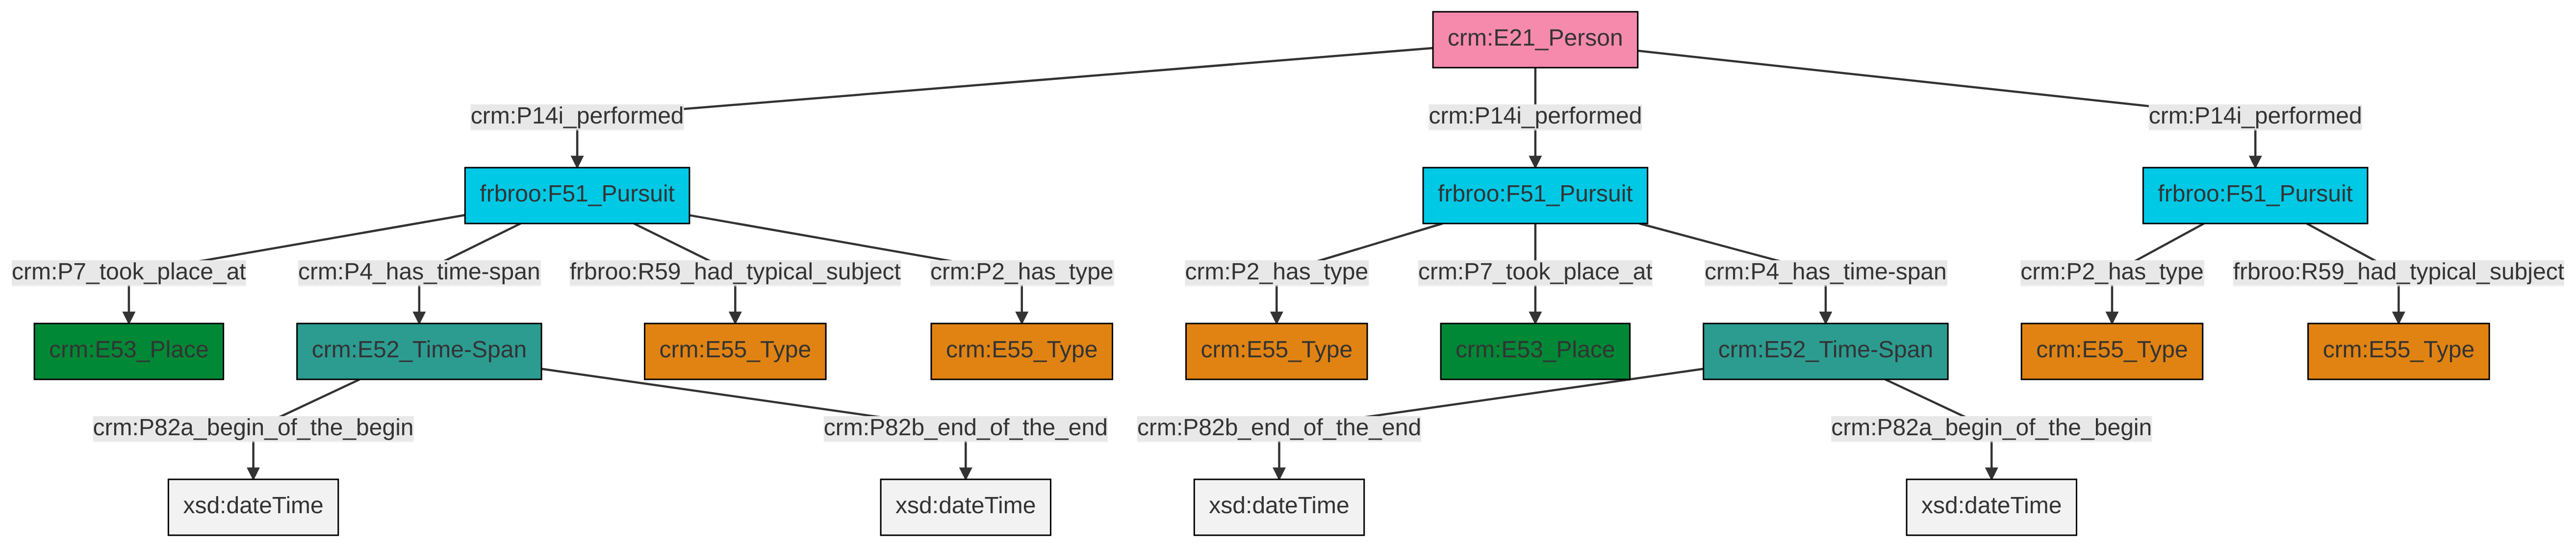 crm:E21_Person
crm:P14i_performed
crm:P14i_performed
crm:P14i_performed
frbroo:F51_Pursuit
frbroo:F51_Pursuit
frbroo:F51_Pursuit
crm:P7_took_place_at
crm:P4_has_time-span
frbroo:R59_had_typical_subject
crm:P2_has_type
crm:P2_has_type
crm:P7_took_place_at
crm:P4_has_time-span
crm:P2_has_type
frbroo:R59_had_typical_subject
crm:E53_Place
crm:E52_Time-Span
crm:E55_Type
crm:E55_Type
crm:E55_Type
crm:E53_Place
crm:E52_Time-Span
crm:E55_Type
crm:E55_Type
crm:P82a_begin_of_the_begin
crm:P82b_end_of_the_end
crm:P82b_end_of_the_end
crm:P82a_begin_of_the_begin
xsd:dateTime
xsd:dateTime
xsd:dateTime
xsd:dateTime